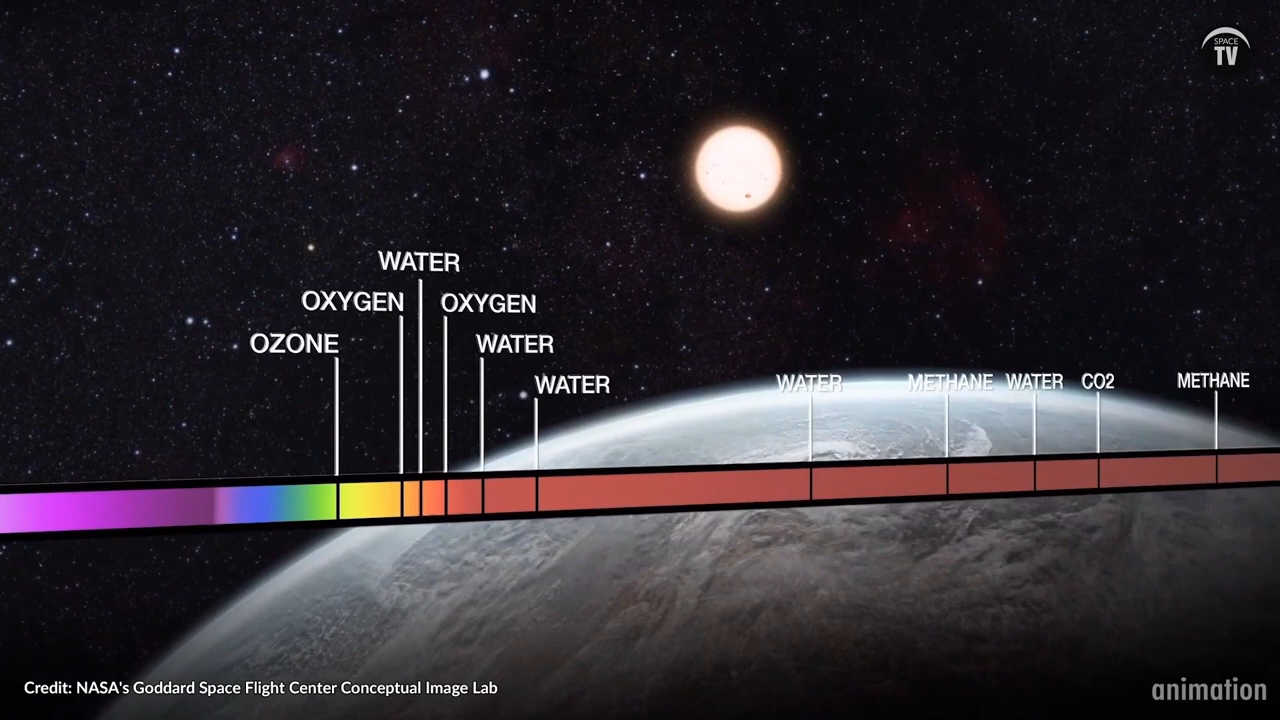 SPACE
TV
WATER
OXYGEN
OXYGEN
OZONE
WATER
WATER
WATER
METHANE
WATER
CO2
METHANE
Credit: NASA's Goddard Space Flight Center Conceptual Image Lab
animation